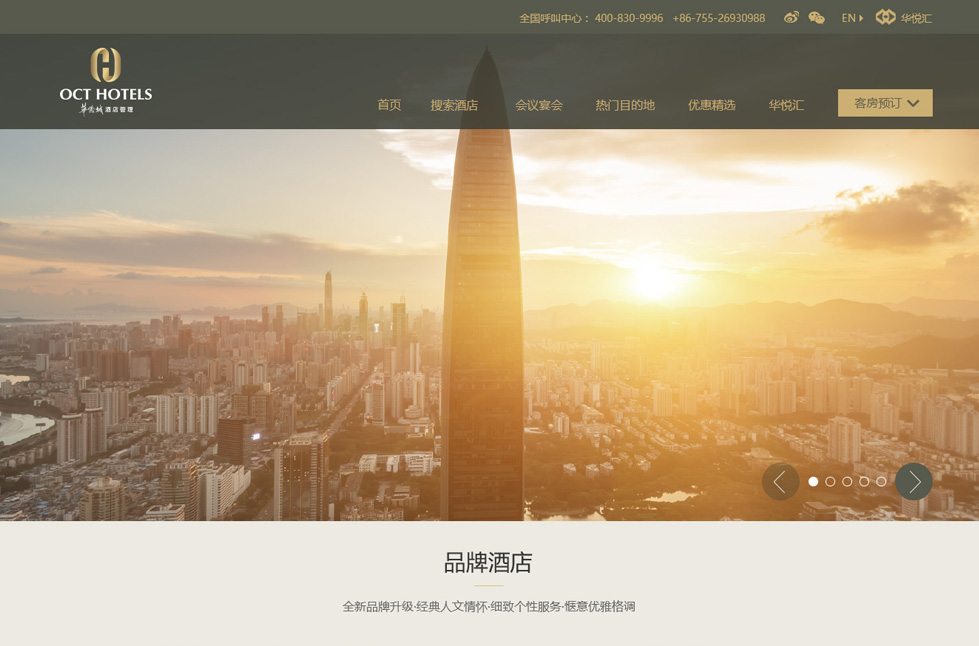 全国呼叫中心： 400-830-9996 +86-755-26930988 EN 华悦汇
OCT HOTELS
华侨城酒店管理
首页 搜索酒店 会议宴会 热门目的地 优惠精选 华悦汇 客房预订
品牌酒店
全新品牌升级·经典人文情怀·细致个性服务·惬意优雅格调